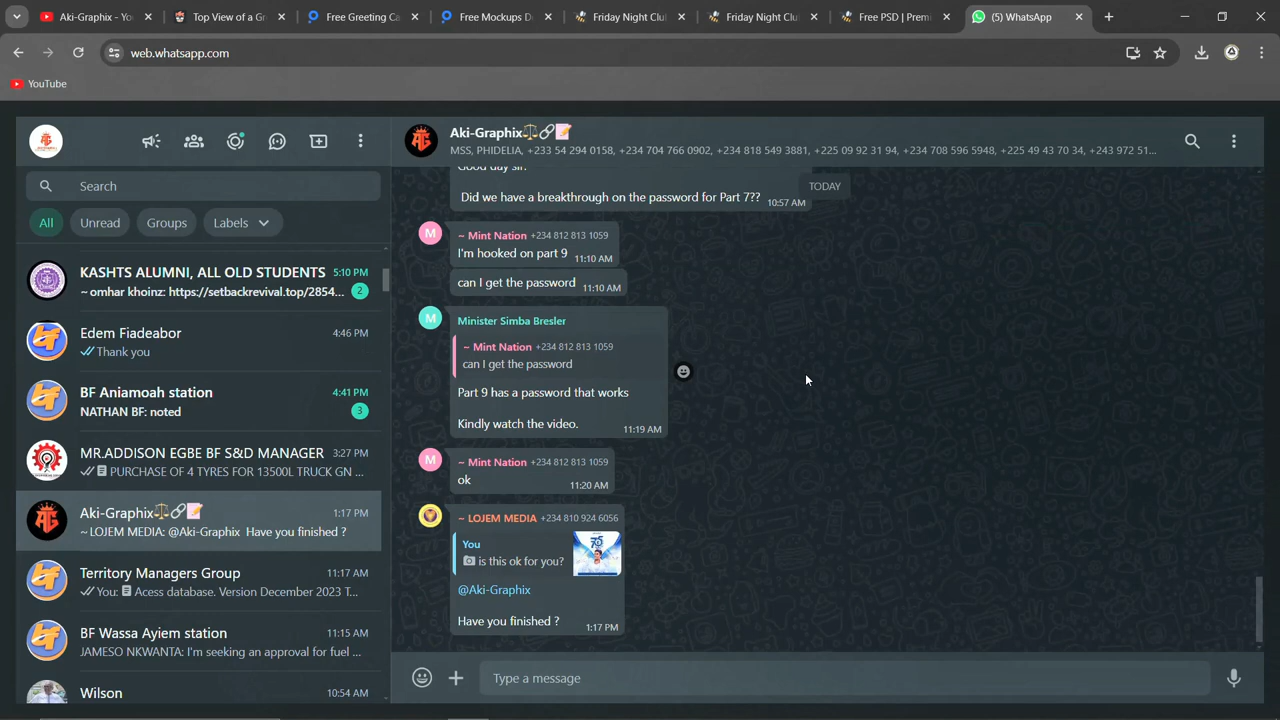 Aki-Graphix - Yo
Top View of a Gr
Free Greeting Ca
Free Mockups D
Friday Night Clu
Friday Night Clu
Free PSD | Premi
(5) WhatsApp
web.whatsapp.com
YouTube
Search
All
Unread
Groups
Labels
KASHTS ALUMNI, ALL OLD STUDENTS 5:10 PM
~ omhar khoinz: https://setbackrevival.top/2854... 2
Edem Fiadeabor 4:46 PM
Thank you
BF Aniamoah station 4:41 PM
NATHAN BF: noted 3
MR.ADDISON EGBE BF S&D MANAGER 3:27 PM
PURCHASE OF 4 TYRES FOR 13500L TRUCK GN ...
Aki-Graphix⚖🔗📝 1:17 PM
~ LOJEM MEDIA: @Aki-Graphix Have you finished ?
Territory Managers Group 11:17 AM
You: Acess database. Version December 2023 T...
BF Wassa Ayiem station 11:15 AM
JAMESO NKWANTA: I'm seeking an approval for fuel ...
Wilson 10:54 AM
Aki-Graphix⚖🔗📝
MSS, PHIDELIA, +233 54 294 0158, +234 704 766 0902, +234 818 549 3881, +225 09 92 31 94, +234 708 596 5948, +225 49 43 70 34, +243 972 51...
Good day sir.
TODAY
Did we have a breakthrough on the password for Part 7?? 10:57 AM
M
~ Mint Nation +234 812 813 1059
I'm hooked on part 9 11:10 AM
can I get the password 11:10 AM
M
Minister Simba Bresler
~ Mint Nation +234 812 813 1059
can I get the password
Part 9 has a password that works
Kindly watch the video. 11:19 AM
M
~ Mint Nation +234 812 813 1059
ok 11:20 AM
~ LOJEM MEDIA +234 810 924 6056
You
is this ok for you?
75
@Aki-Graphix
Have you finished ? 1:17 PM
Type a message